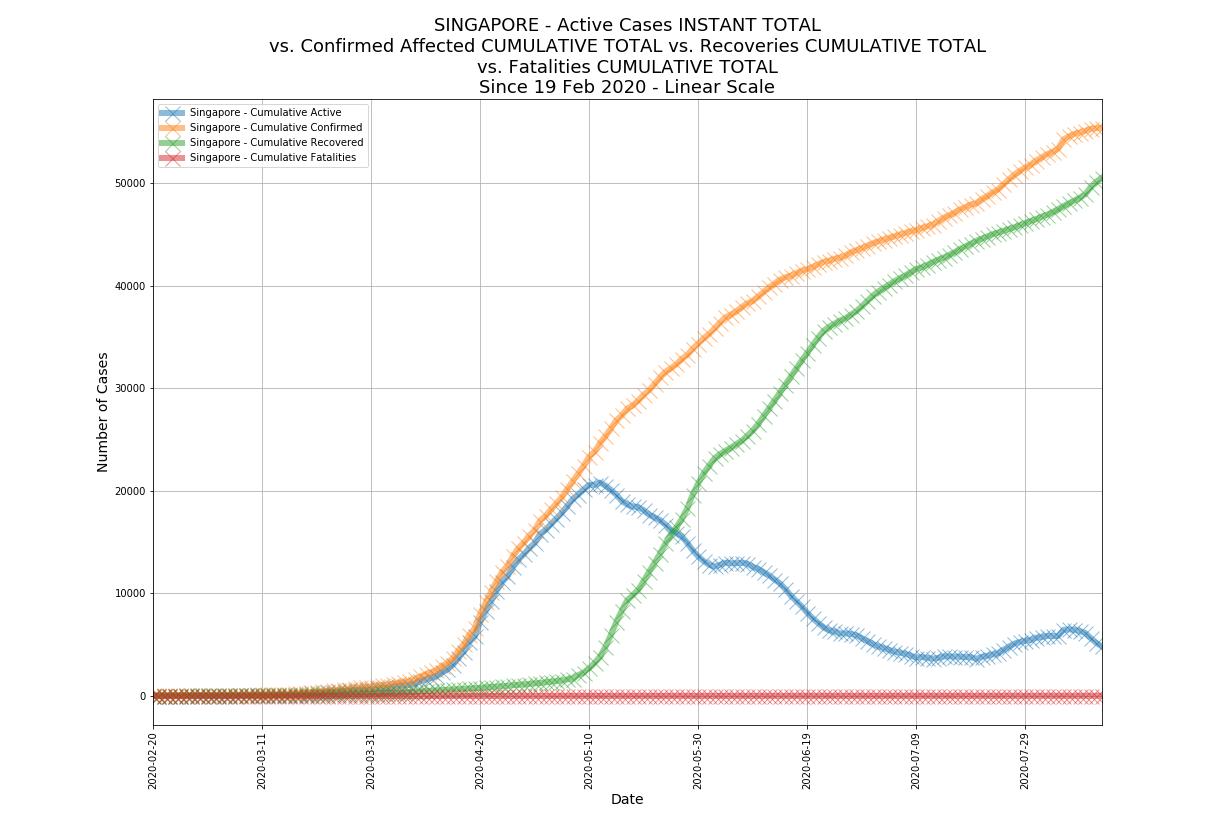 SINGAPORE - Active Cases INSTANT TOTAL
vs. Confirmed Affected CUMULATIVE TOTAL vs. Recoveries CUMULATIVE TOTAL
vs. Fatalities CUMULATIVE TOTAL
Since 19 Feb 2020 - Linear Scale
Singapore - Cumulative Active
Singapore - Cumulative Confirmed
Singapore - Cumulative Recovered
Singapore - Cumulative Fatalities
Number of Cases
50000
40000
30000
20000
10000
0
2020-02-20
2020-03-11
2020-03-31
2020-04-20
2020-05-10
2020-05-30
2020-06-19
2020-07-09
2020-07-29
Date